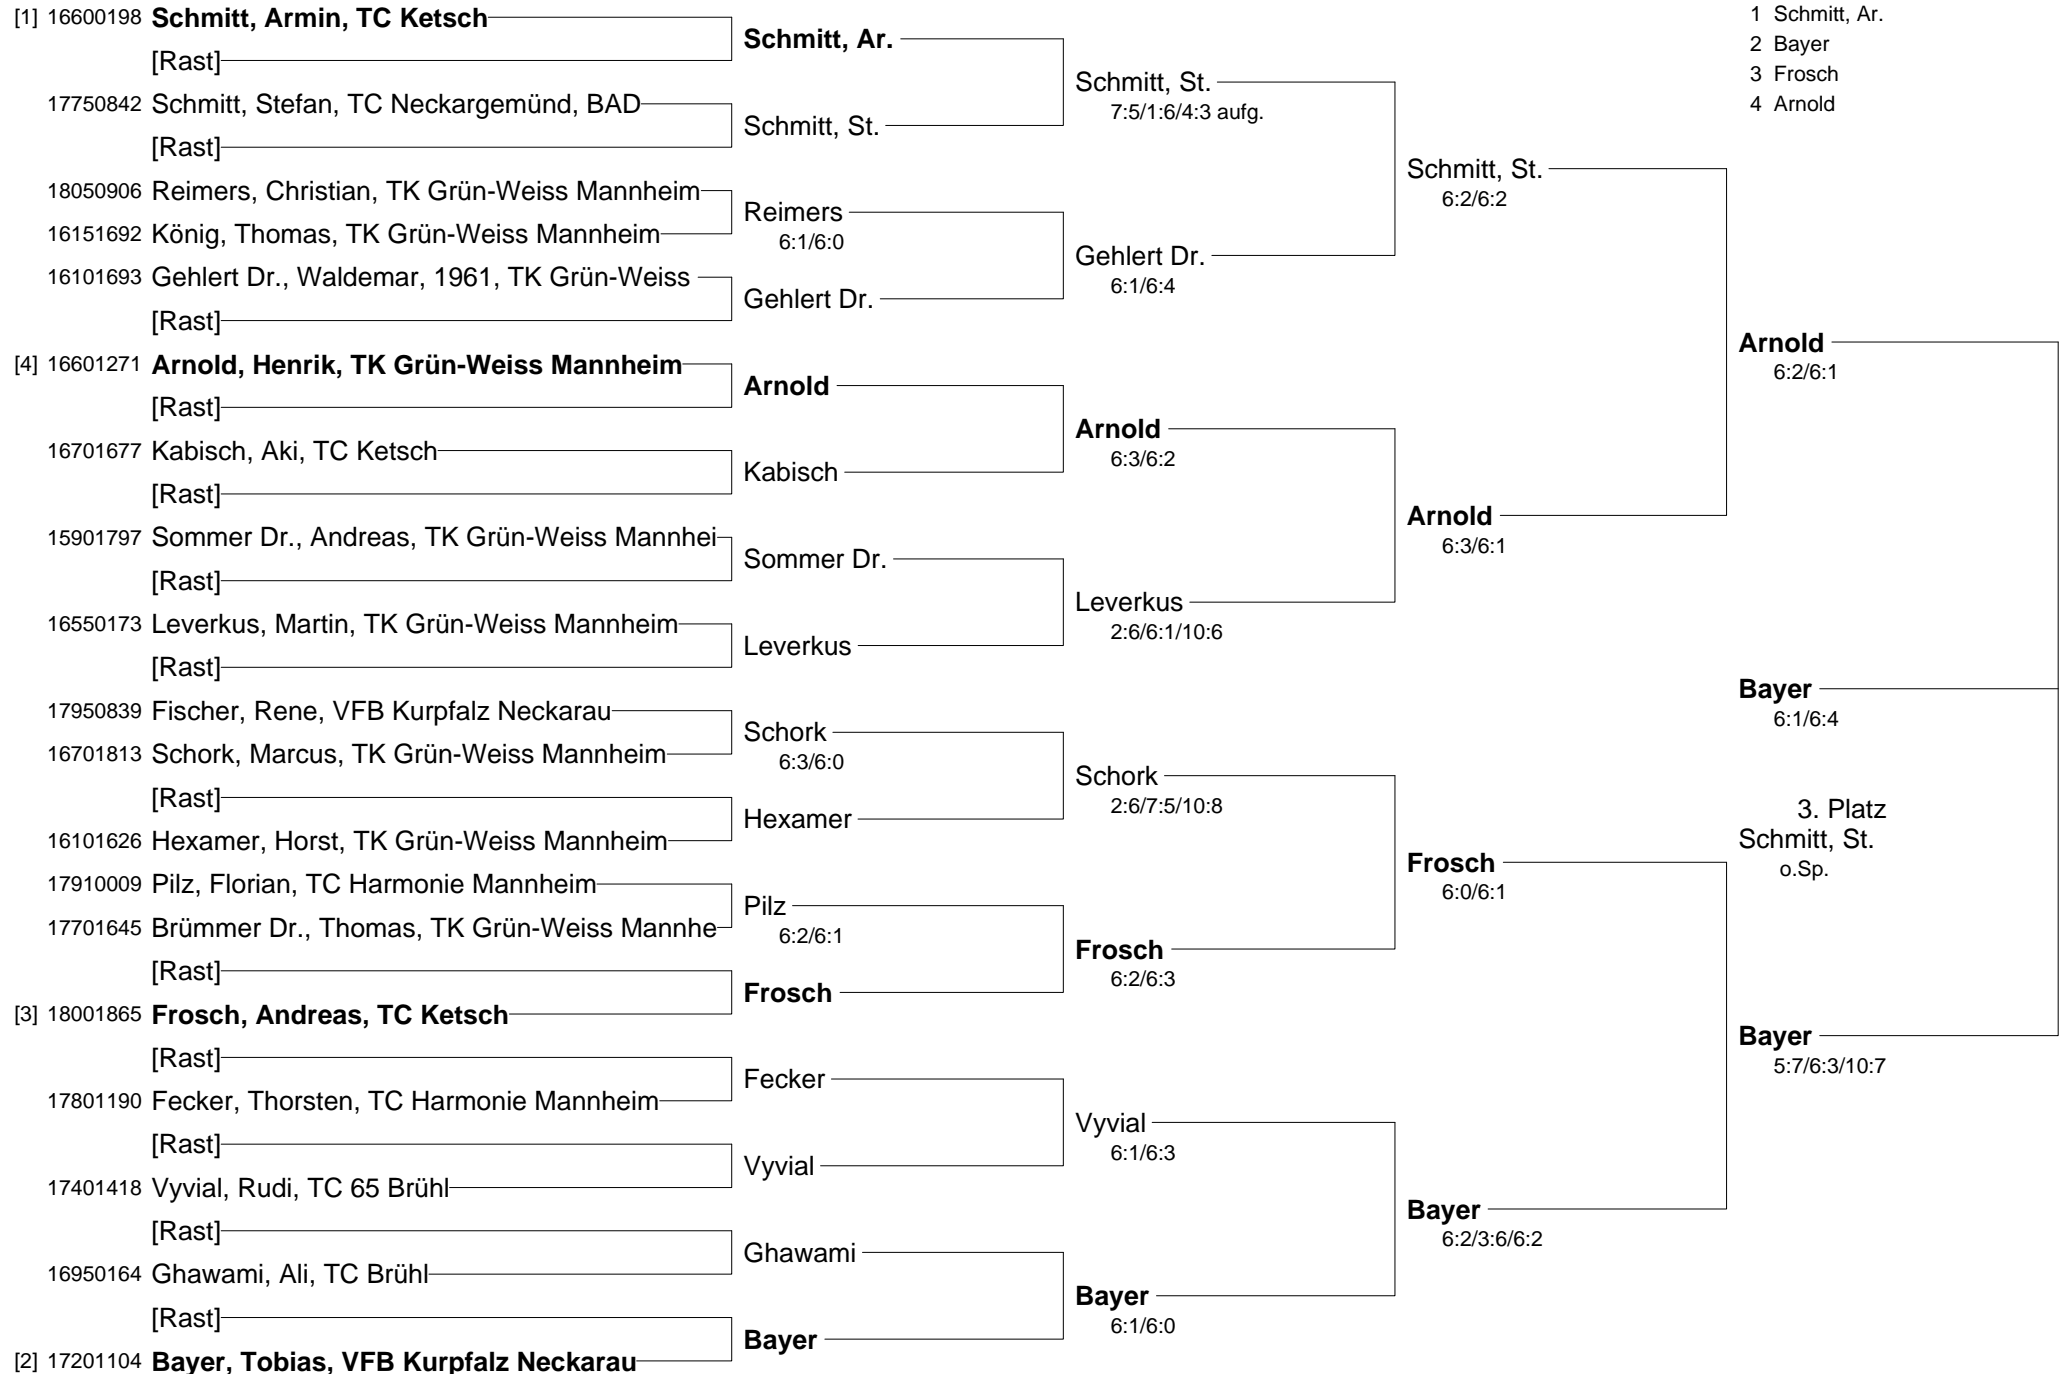 [1] 16600198 Schmitt, Armin, TC Ketsch
[Rast]
17750842 Schmitt, Stefan, TC Neckargemünd, BAD
[Rast]
18050906 Reimers, Christian, TK Grün-Weiss Mannheim
16151692 König, Thomas, TK Grün-Weiss Mannheim
16101693 Gehlert Dr., Waldemar, 1961, TK Grün-Weiss
[Rast]
[4] 16601271 Arnold, Henrik, TK Grün-Weiss Mannheim
[Rast]
16701677 Kabisch, Aki, TC Ketsch
[Rast]
15901797 Sommer Dr., Andreas, TK Grün-Weiss Mannhei
[Rast]
16550173 Leverkus, Martin, TK Grün-Weiss Mannheim
[Rast]
17950839 Fischer, Rene, VFB Kurpfalz Neckarau
16701813 Schork, Marcus, TK Grün-Weiss Mannheim
[Rast]
16101626 Hexamer, Horst, TK Grün-Weiss Mannheim
17910009 Pilz, Florian, TC Harmonie Mannheim
17701645 Brümmer Dr., Thomas, TK Grün-Weiss Mannhe
[Rast]
[3] 18001865 Frosch, Andreas, TC Ketsch
[Rast]
17801190 Fecker, Thorsten, TC Harmonie Mannheim
[Rast]
17401418 Vyvial, Rudi, TC 65 Brühl
[Rast]
16950164 Ghawami, Ali, TC Brühl
[Rast]
[2] 17201104 Bayer, Tobias, VFB Kurpfalz Neckarau
Schmitt, Ar.
Schmitt, St.
Reimers
6:1/6:0
Gehlert Dr.
Arnold
Kabisch
Sommer Dr.
Leverkus
Schork
6:3/6:0
Hexamer
Pilz
6:2/6:1
Frosch
Fecker
Vyvial
Ghawami
Bayer
Schmitt, St.
7:5/1:6/4:3 aufg.
Gehlert Dr.
6:1/6:4
Arnold
6:3/6:2
Leverkus
2:6/6:1/10:6
Schork
2:6/7:5/10:8
Frosch
6:2/6:3
Vyvial
6:1/6:3
Bayer
6:1/6:0
Schmitt, St.
6:2/6:2
Arnold
6:3/6:1
Frosch
6:0/6:1
Bayer
6:2/3:6/6:2
1 Schmitt, Ar.
2 Bayer
3 Frosch
4 Arnold
Arnold
6:2/6:1
Bayer
6:1/6:4
3. Platz
Schmitt, St.
o.Sp.
Bayer
5:7/6:3/10:7